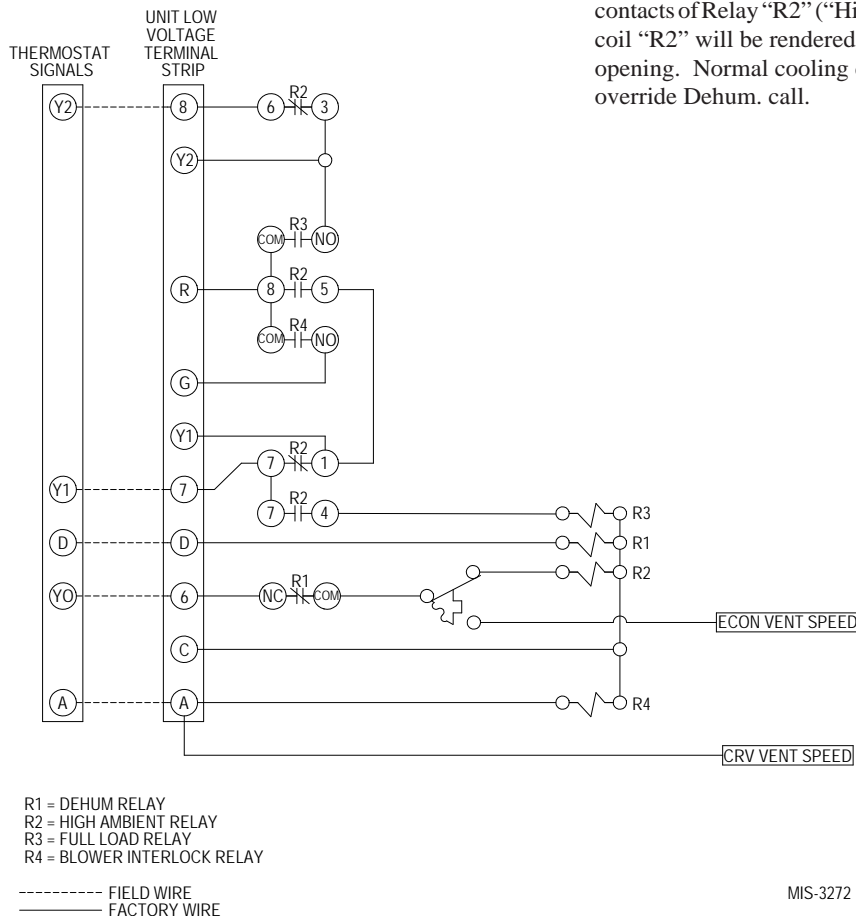 contacts of Relay “R2” (“Hi
coil “R2” will be rendered
opening. Normal cooling
override Dehum. call.
UNIT LOW
VOLTAGE
TERMINAL
STRIP
THERMOSTAT
SIGNALS
Y2 8 6 R2 3
Y2
COM R3 NO
R 8 R2 5
COM R4 NO
G
Y1
7 R2 1
Y1 7
7 R2 4 R3
D D R1
R2
YO 6 NC R1 COM
ECON VENT SPEED
C
A A R4
CRV VENT SPEED
R1 = DEHUM RELAY
R2 = HIGH AMBIENT RELAY
R3 = FULL LOAD RELAY
R4 = BLOWER INTERLOCK RELAY
---------- FIELD WIRE
FACTORY WIRE
MIS-3272